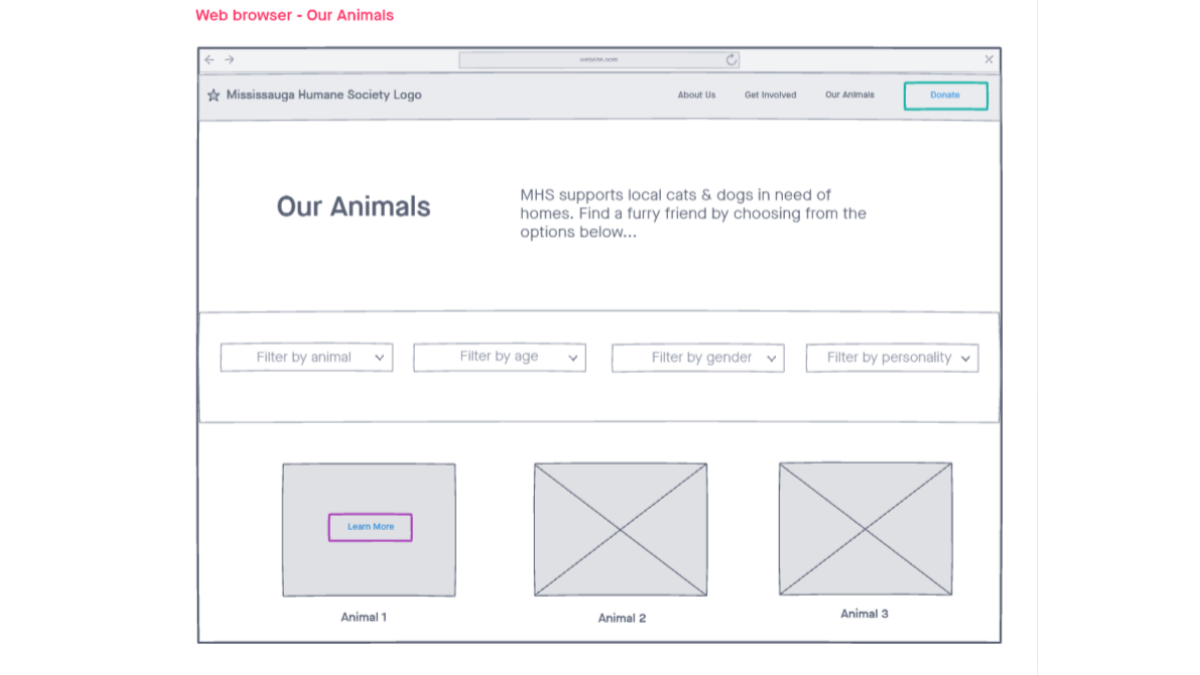 Web browser - Our Animals
Mississauga Humane Society Logo
About Us
Get Involved
Our Animals
Donate
Our Animals
MHS supports local cats & dogs in need of
homes. Find a furry friend by choosing from the
options below...
Filter by animal
Filter by age
Filter by gender
Filter by personality
Learn More
Animal 1
Animal 2
Animal 3